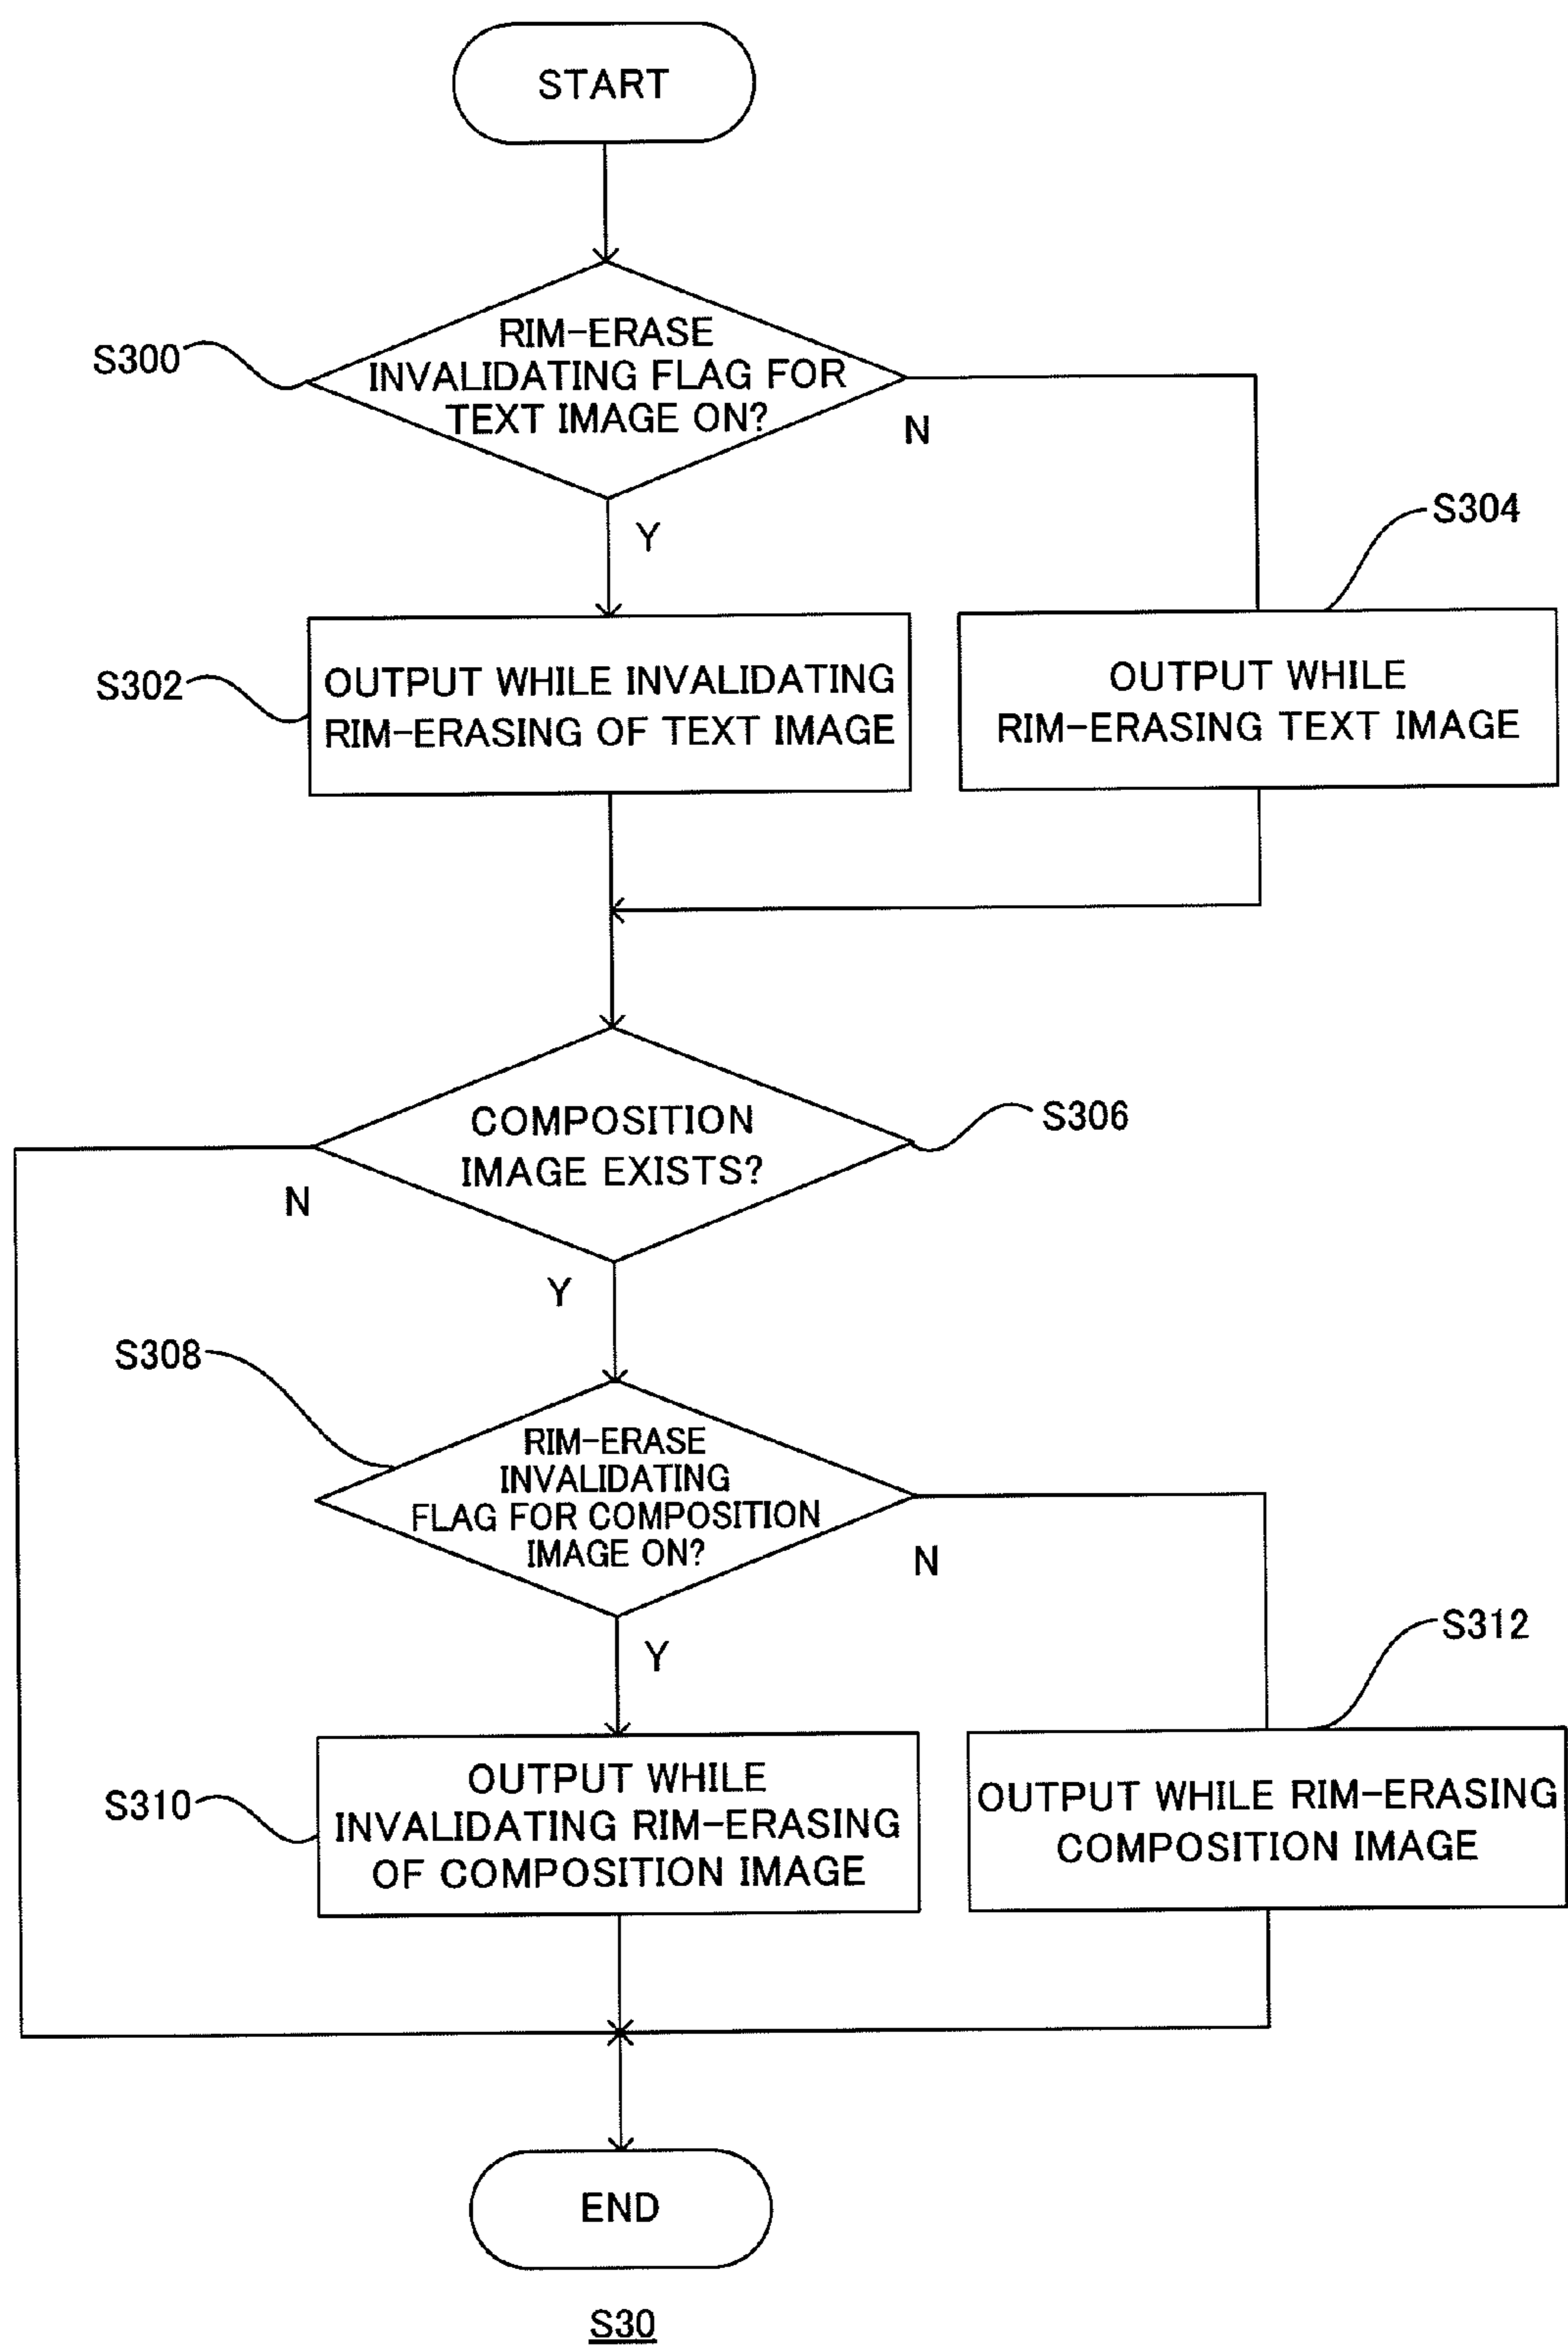 START
RIM-ERASE
INVALIDATING FLAG FOR
TEXT IMAGE ON?
S300
N
Y
S304
S302
OUTPUT WHILE INVALIDATING
RIM-ERASING OF TEXT IMAGE
OUTPUT WHILE
RIM-ERASING TEXT IMAGE
COMPOSITION
IMAGE EXISTS?
S306
N
Y
S308
RIM-ERASE
INVALIDATING
FLAG FOR COMPOSITION
IMAGE ON?
N
Y
S312
S310
OUTPUT WHILE
INVALIDATING RIM-ERASING
OF COMPOSITION IMAGE
OUTPUT WHILE RIM-ERASING
COMPOSITION IMAGE
END
S30